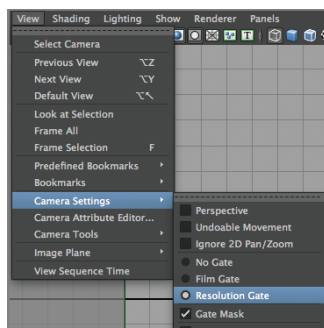 View Shading Lighting Show Renderer Panels
Select Camera
Previous View ⌥Z
Next View ⌥Y
Default View ⌥↖
Look at Selection
Frame All
Frame Selection F
Predefined Bookmarks
Bookmarks
Camera Settings
Camera Attribute Editor...
Camera Tools
Image Plane
View Sequence Time
Perspective
Undoable Movement
Ignore 2D Pan/Zoom
No Gate
Film Gate
Resolution Gate
Gate Mask